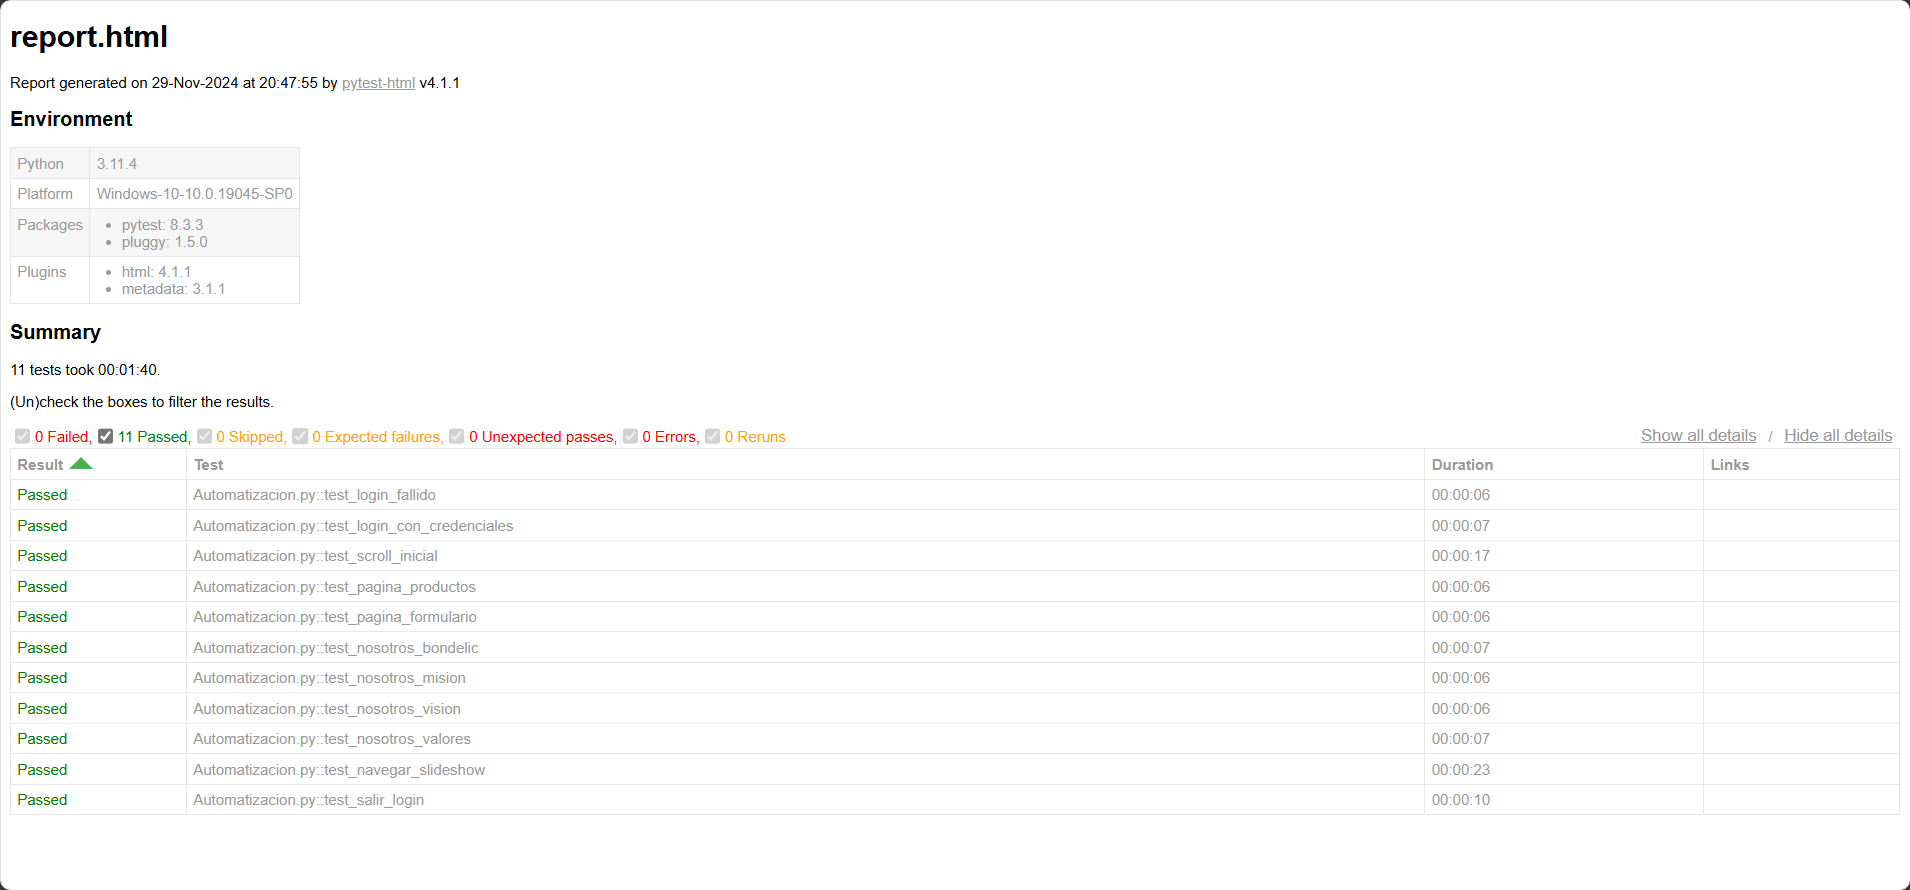 report.html
Report generated on 29-Nov-2024 at 20:47:55 by pytest-html v4.1.1
Environment
Python 3.11.4
Platform Windows-10-10.0.19045-SP0
Packages • pytest: 8.3.3
• pluggy: 1.5.0
Plugins • html: 4.1.1
• metadata: 3.1.1
Summary
11 tests took 00:01:40.
(Un)check the boxes to filter the results.
0 Failed, 11 Passed, 0 Skipped, 0 Expected failures, 0 Unexpected passes, 0 Errors, 0 Reruns Show all details / Hide all details
Result Test Duration Links
Passed Automatizacion.py::test_login_fallido 00:00:06
Passed Automatizacion.py::test_login_con_credenciales 00:00:07
Passed Automatizacion.py::test_scroll_inicial 00:00:17
Passed Automatizacion.py::test_pagina_productos 00:00:06
Passed Automatizacion.py::test_pagina_formulario 00:00:06
Passed Automatizacion.py::test_nosotros_bondelic 00:00:07
Passed Automatizacion.py::test_nosotros_mision 00:00:06
Passed Automatizacion.py::test_nosotros_vision 00:00:06
Passed Automatizacion.py::test_nosotros_valores 00:00:07
Passed Automatizacion.py::test_navegar_slideshow 00:00:23
Passed Automatizacion.py::test_salir_login 00:00:10